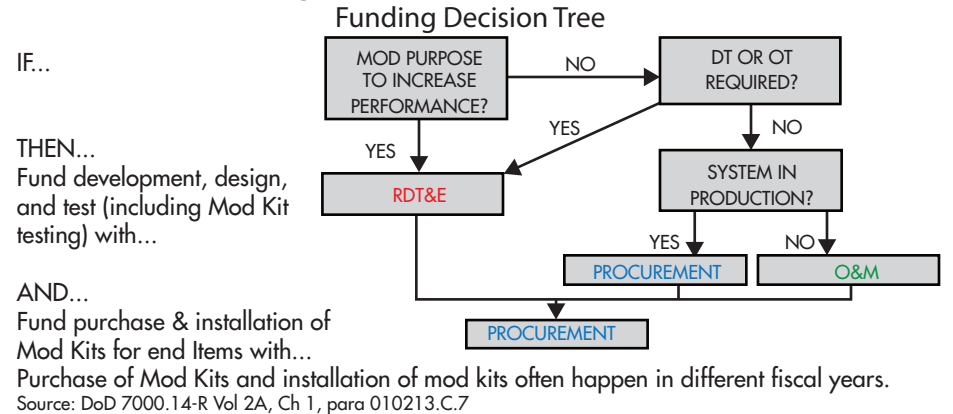 Funding Decision Tree
IF...
MOD PURPOSE
TO INCREASE
PERFORMANCE?
NO
DT OR OT
REQUIRED?
YES
YES
NO
THEN...
Fund development, design,
and test (including Mod Kit
testing) with...
RDT&E
SYSTEM IN
PRODUCTION?
YES
NO
PROCUREMENT
O&M
AND...
Fund purchase & installation of
Mod Kits for end Items with...
PROCUREMENT
Purchase of Mod Kits and installation of mod kits often happen in different fiscal years.
Source: DoD 7000.14-R Vol 2A, Ch 1, para 010213.C.7